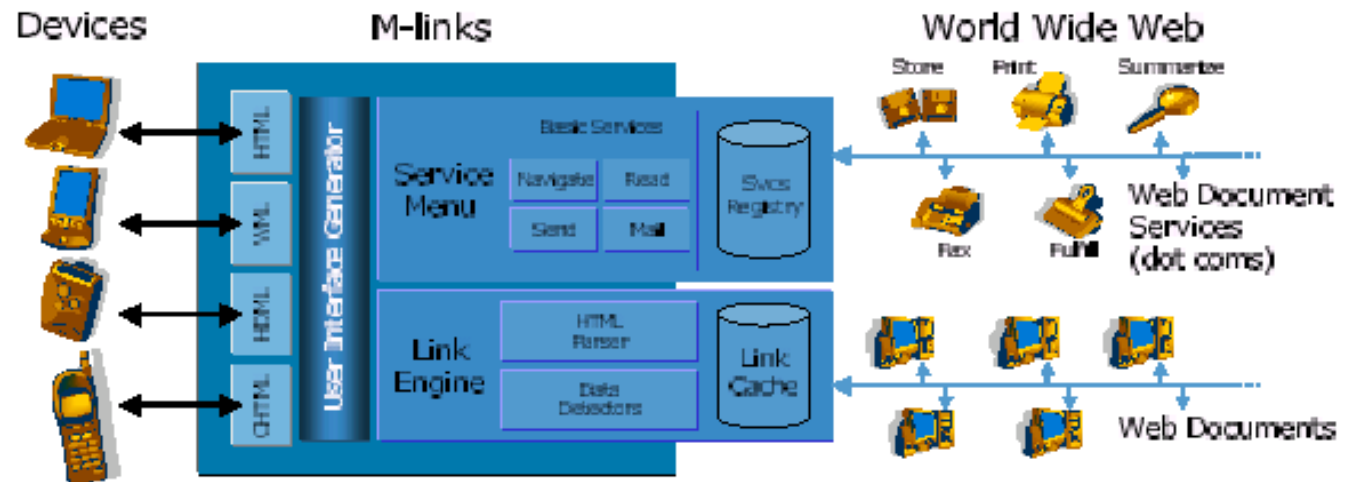 Devices
M-links
World Wide Web
HTML
WML
HDML
CHTML
User Interface Generator
Service
Menu
Basic Services
Navigate
Read
Send
Mail
Svcs
Registry
Link
Engine
HTML
Parser
Data
Detectors
Link
Cache
Store
Print
Summarize
Fax
Fulfill
Web Document
Services
(dot coms)
Web Documents